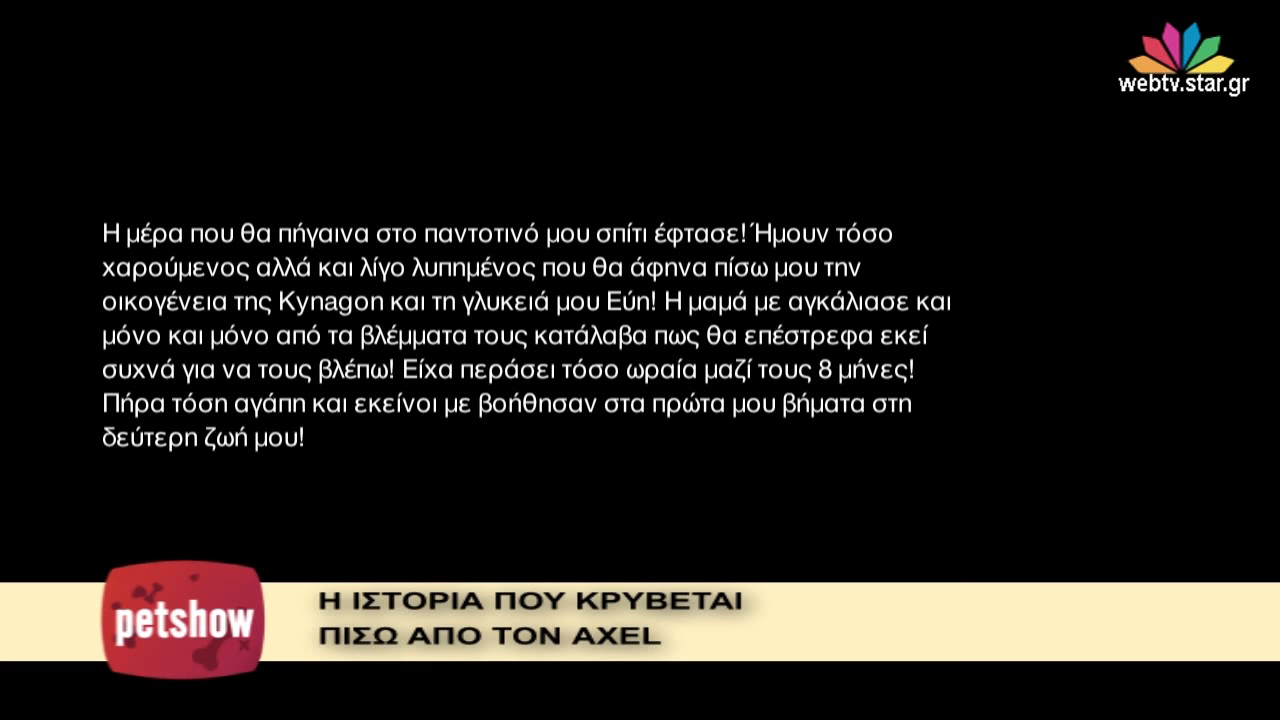 webtv.star.gr
Η μέρα που θα πήγαινα στο παντοτινό μου σπίτι έφτασε! Ήμουν τόσο
χαρούμενος αλλά και λίγο λυπημένος που θα άφηνα πίσω μου την
οικογένεια της Kynagon και τη γλυκειά μου Εύη! Η μαμά με αγκάλιασε και
μόνο και μόνο από τα βλέμματα τους κατάλαβα πως θα επέστρεφα εκεί
συχνά για να τους βλέπω! Είχα περάσει τόσο ωραία μαζί τους 8 μήνες!
Πήρα τόση αγάπη και εκείνοι με βοήθησαν στα πρώτα μου βήματα στη
δεύτερη ζωή μου!
petshow
Η ΙΣΤΟΡΙΑ ΠΟΥ ΚΡΥΒΕΤΑΙ
ΠΙΣΩ ΑΠΟ ΤΟΝ AXEL